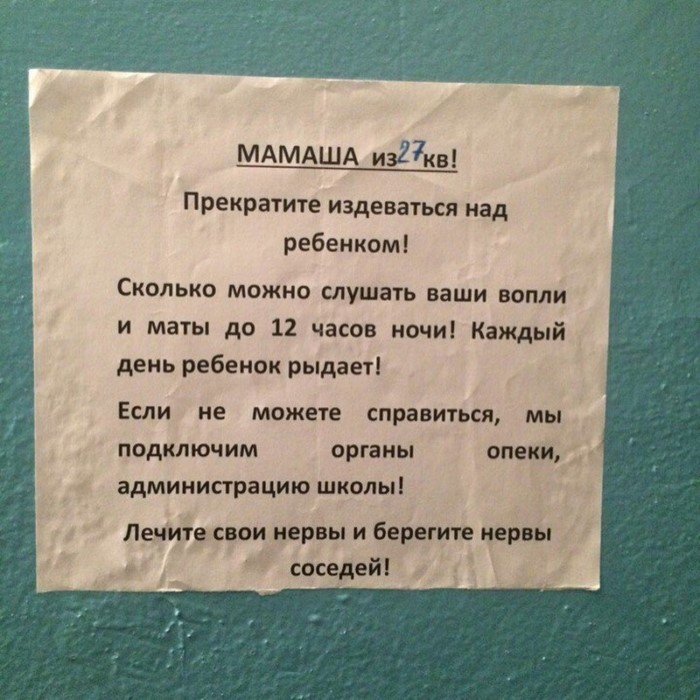 МАМАША из 27 кв!
Прекратите издеваться над
ребенком!
Сколько можно слушать ваши вопли
и маты до 12 часов ночи! Каждый
день ребенок рыдает!
Если не можете справиться, мы
подключим органы опеки,
администрацию школы!
Лечите свои нервы и берегите нервы
соседей!